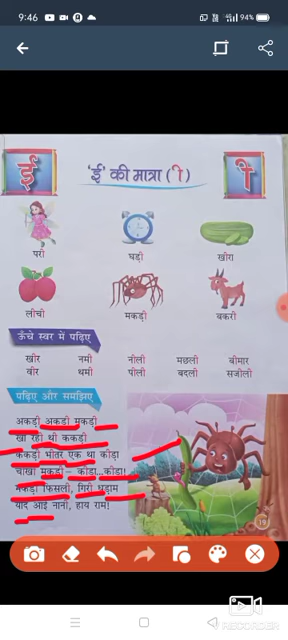 9:46
94%
ई
'ई' की मात्रा ( ी )
ी
परी
घड़ी
खीरा
लीची
मकड़ी
बकरी
ऊँचे स्वर में पढ़िए
खीर नमी नीली मछली बीमार
वीर थमी पीली बदली सजीली
पढ़िए और समझिए
अकड़ी अकड़ी मकड़ी
खा रही थी ककड़ी
ककड़ी भीतर एक था कीड़ा
चीखी मकड़ी – कीड़ा...कीड़ा!
मकड़ी फिसली, गिरी धड़ाम
याद आई नानी, हाय राम!
19
RECORDER